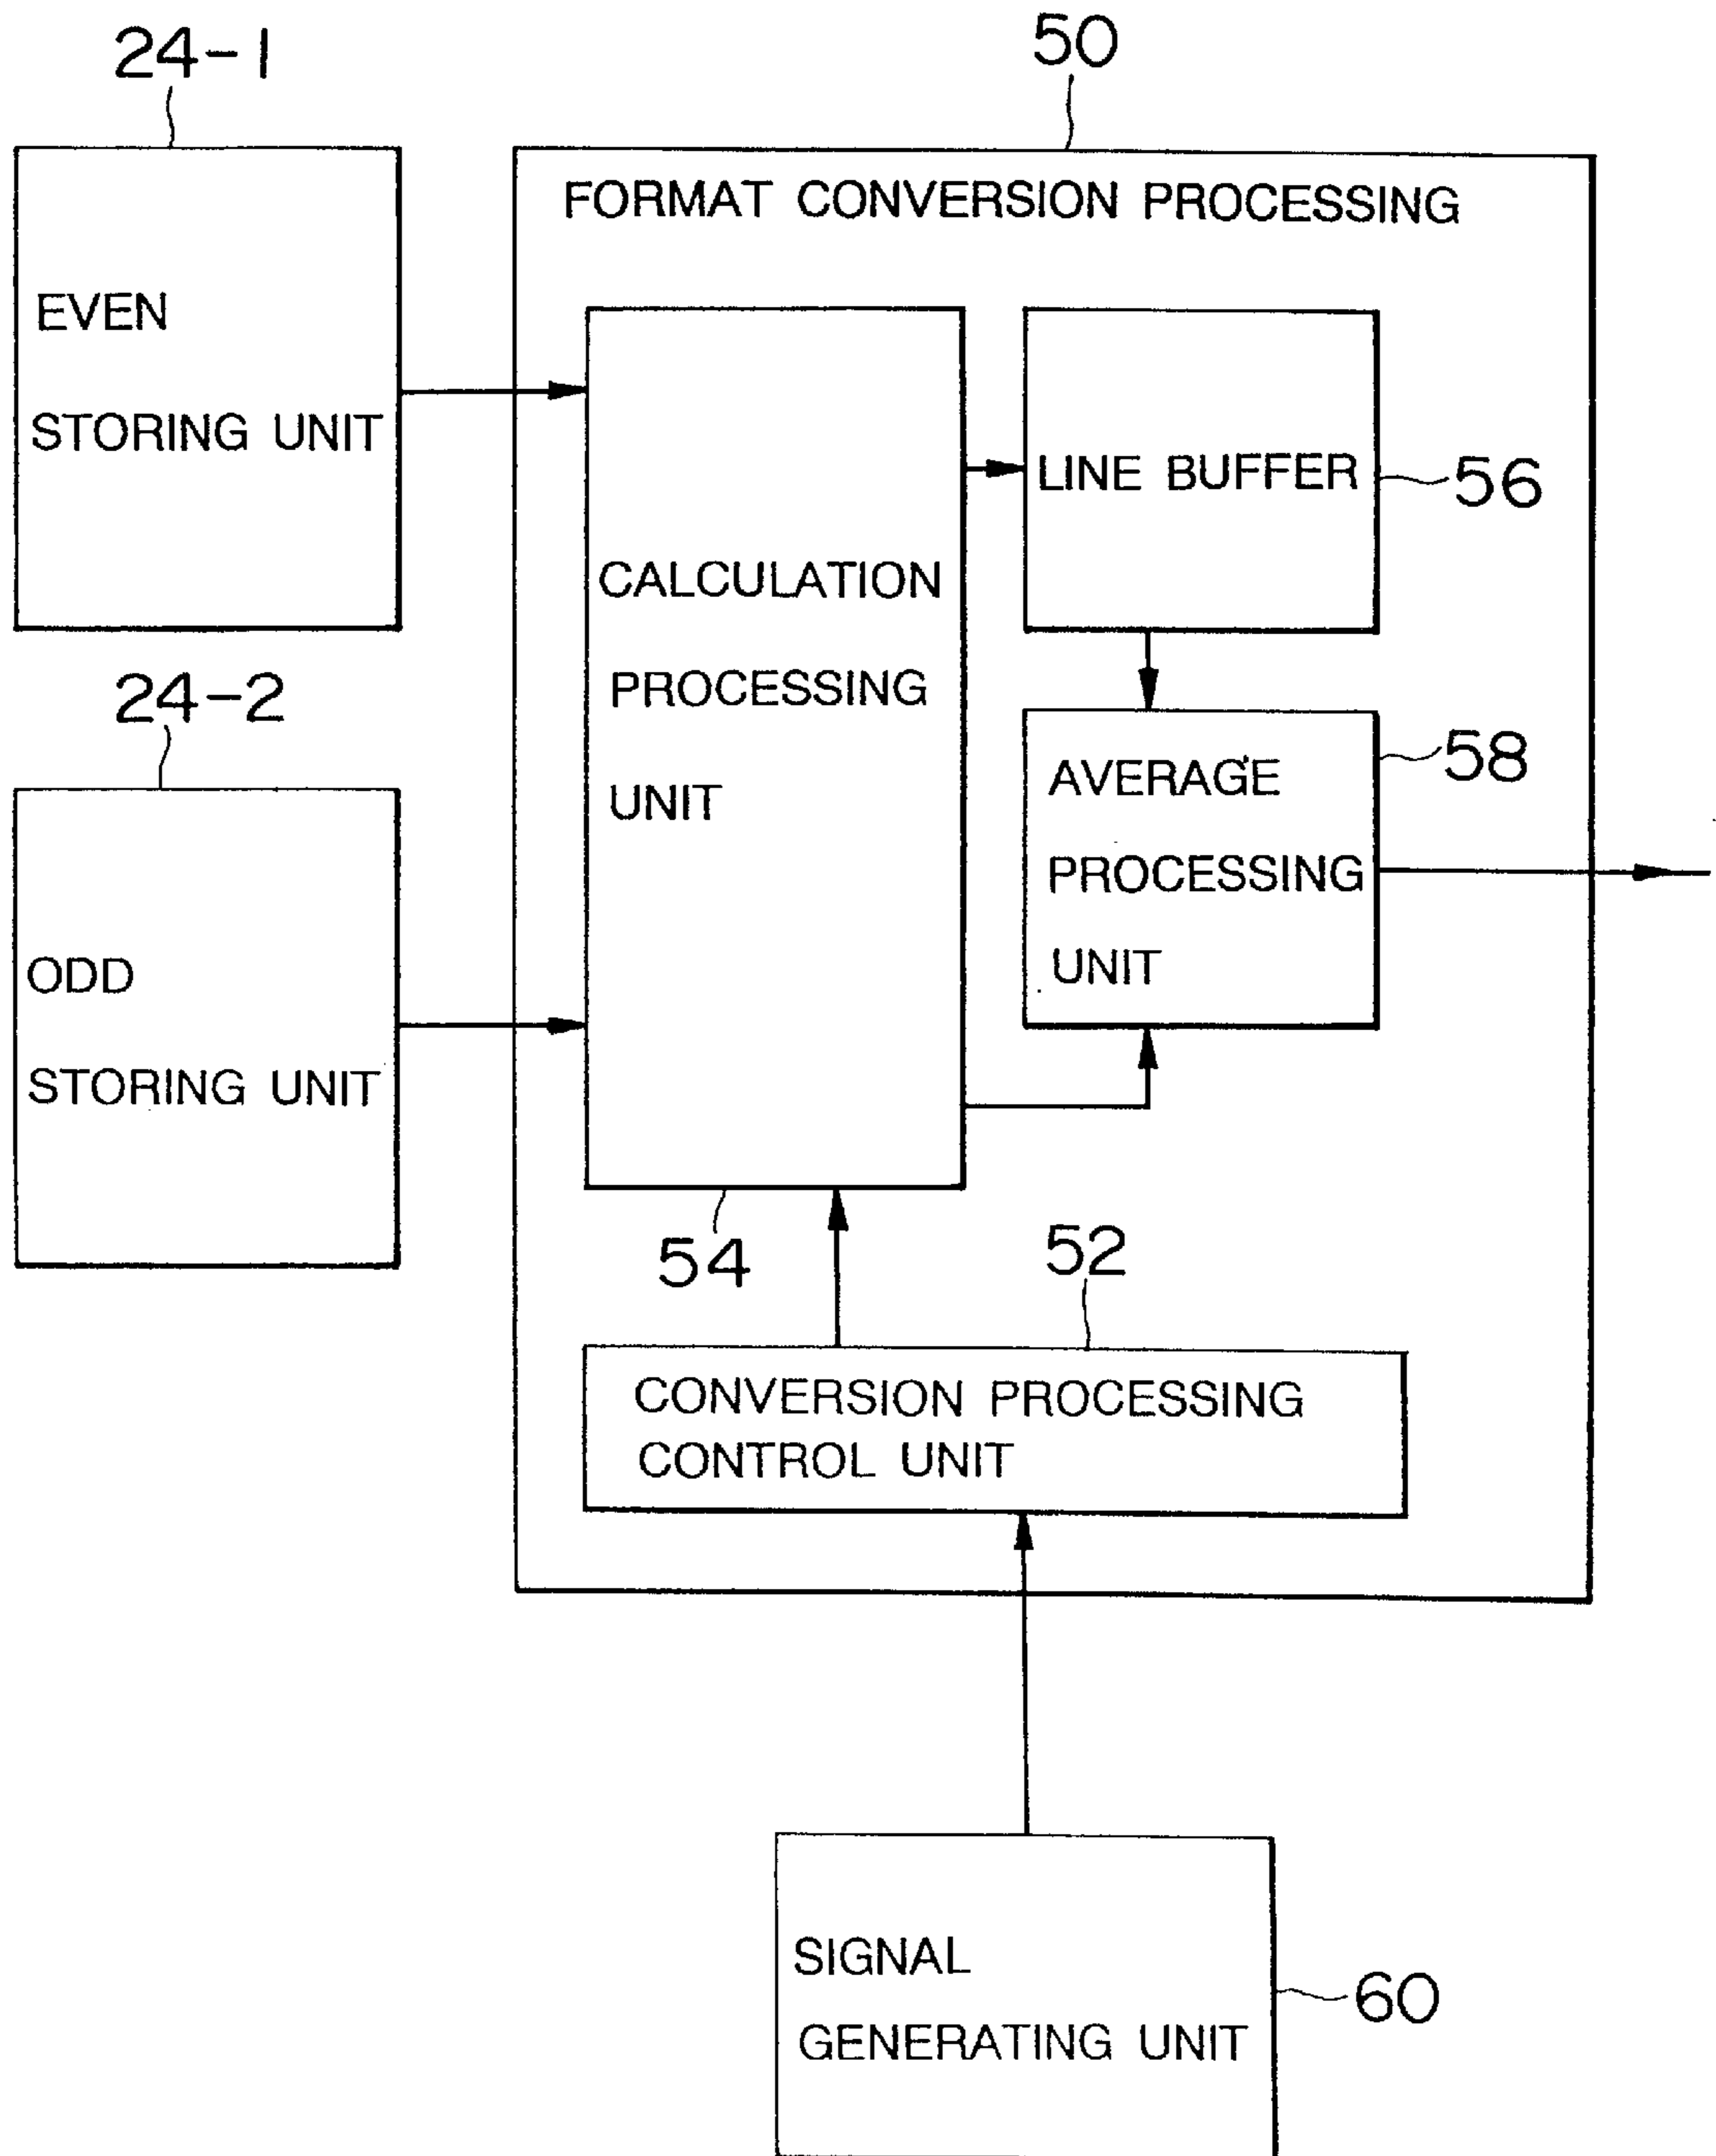 24-1
50
FORMAT CONVERSION PROCESSING
EVEN
STORING UNIT
LINE BUFFER
56
CALCULATION
PROCESSING
UNIT
24-2
58
AVERAGE
PROCESSING
UNIT
ODD
STORING UNIT
54
52
CONVERSION PROCESSING
CONTROL UNIT
SIGNAL
GENERATING UNIT
60